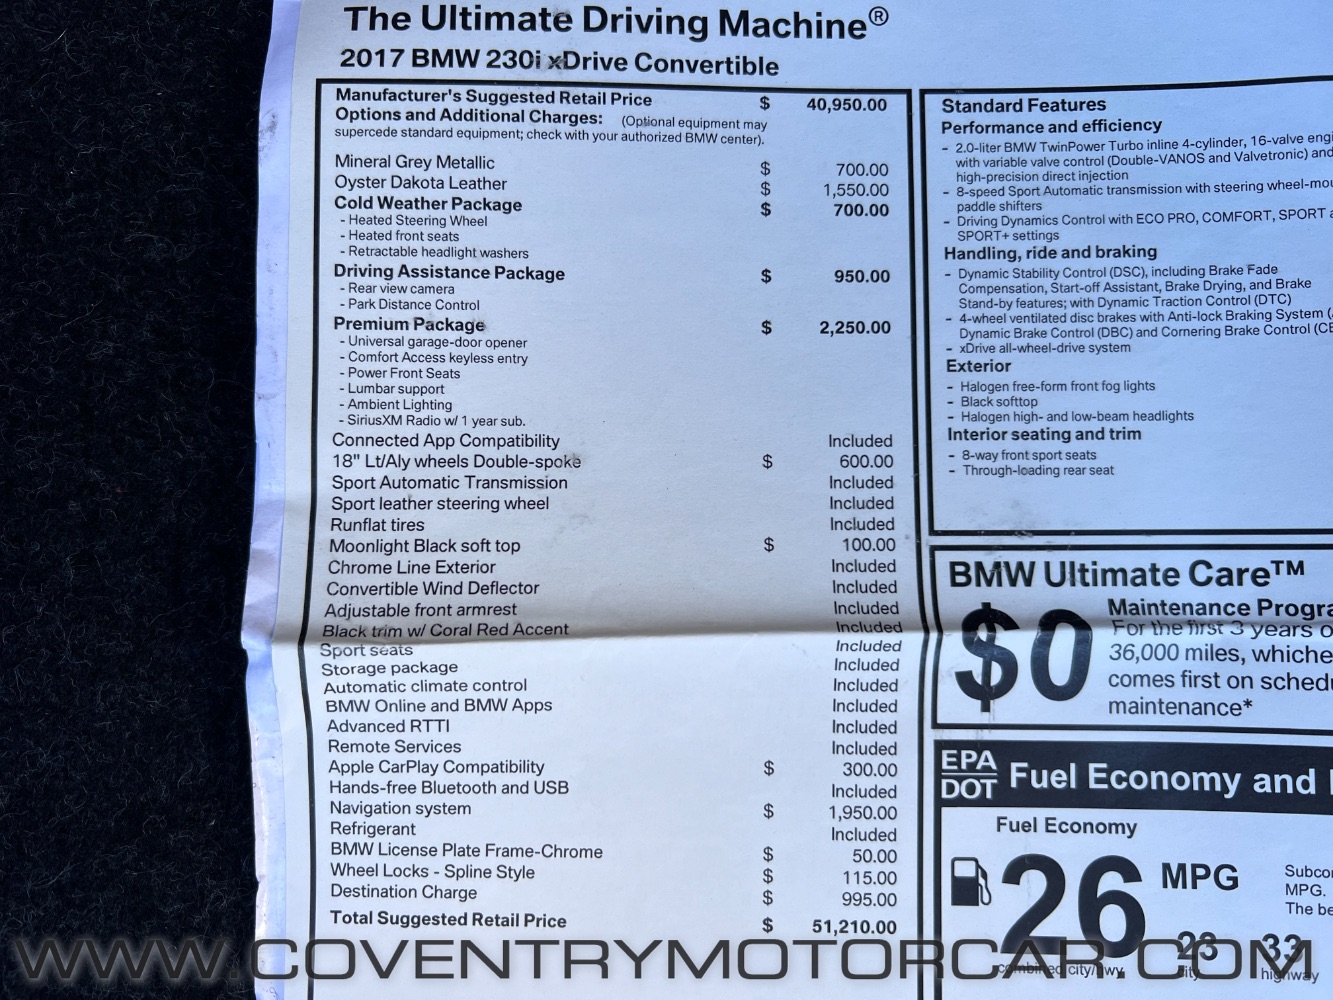 The Ultimate Driving Machine®
2017 BMW 230i xDrive Convertible
Manufacturer's Suggested Retail Price $ 40,950.00
Options and Additional Charges: (Optional equipment may
supercede standard equipment; check with your authorized BMW center).
Mineral Grey Metallic $ 700.00
Oyster Dakota Leather $ 1,550.00
Cold Weather Package $ 700.00
- Heated Steering Wheel
- Heated front seats
- Retractable headlight washers
Driving Assistance Package $ 950.00
- Rear view camera
- Park Distance Control
Premium Package $ 2,250.00
- Universal garage-door opener
- Comfort Access keyless entry
- Power Front Seats
- Lumbar support
- Ambient Lighting
- SiriusXM Radio w/ 1 year sub.
Connected App Compatibility Included
18" Lt/Aly wheels Double-spoke $ 600.00
Sport Automatic Transmission Included
Sport leather steering wheel Included
Runflat tires Included
Moonlight Black soft top $ 100.00
Chrome Line Exterior Included
Convertible Wind Deflector Included
Adjustable front armrest Included
Black trim w/ Coral Red Accent Included
Sport seats Included
Storage package Included
Automatic climate control Included
BMW Online and BMW Apps Included
Advanced RTTI Included
Remote Services Included
Apple CarPlay Compatibility $ 300.00
Hands-free Bluetooth and USB Included
Navigation system $ 1,950.00
Refrigerant Included
BMW License Plate Frame-Chrome $ 50.00
Wheel Locks - Spline Style $ 115.00
Destination Charge $ 995.00
Total Suggested Retail Price $ 51,210.00
Standard Features
Performance and efficiency
- 2.0-liter BMW TwinPower Turbo inline 4-cylinder, 16-valve engi
with variable valve control (Double-VANOS and Valvetronic) and
high-precision direct injection
- 8-speed Sport Automatic transmission with steering wheel-mou
paddle shifters
- Driving Dynamics Control with ECO PRO, COMFORT, SPORT a
SPORT+ settings
Handling, ride and braking
- Dynamic Stability Control (DSC), including Brake Fade
Compensation, Start-off Assistant, Brake Drying, and Brake
Stand-by features; with Dynamic Traction Control (DTC)
- 4-wheel ventilated disc brakes with Anti-lock Braking System (
Dynamic Brake Control (DBC) and Cornering Brake Control (CB
- xDrive all-wheel-drive system
Exterior
- Halogen free-form front fog lights
- Black softtop
- Halogen high- and low-beam headlights
Interior seating and trim
- 8-way front sport seats
- Through-loading rear seat
BMW Ultimate Care™
$0
Maintenance Progra
For the first 3 years o
36,000 miles, whiche
comes first on schedu
maintenance*
EPA
DOT
Fuel Economy and
Fuel Economy
26 MPG
combined city/hwy
23
city
33
highway
Subco
MPG.
The be
WWW.COVENTRYMOTORCAR.COM